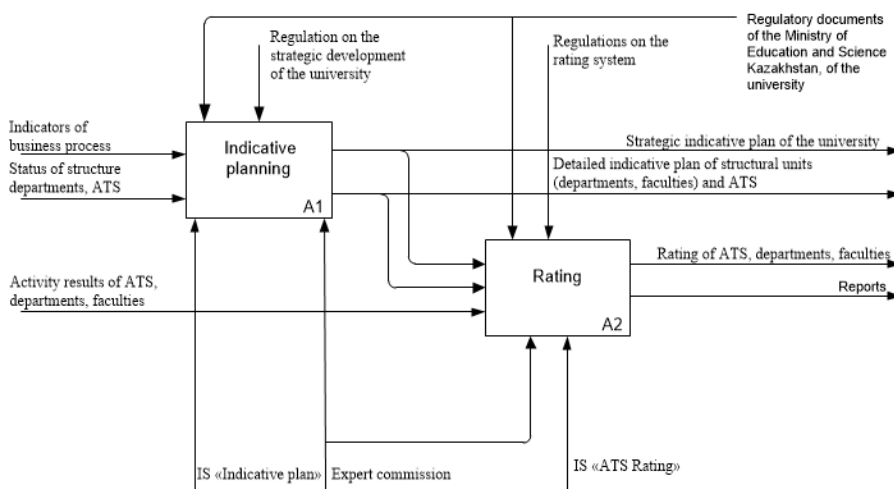 Regulation on the
strategic development
of the university
Regulations on the
rating system
Regulatory documents
of the Ministry of
Education and Science
Kazakhstan, of the
university
Indicators of
business process
Status of structure
departments, ATS
Indicative
planning
A1
Strategic indicative plan of the university
Detailed indicative plan of structural units
(departments, faculties) and ATS
Activity results of ATS,
departments, faculties
Rating
A2
Rating of ATS, departments, faculties
Reports
IS «Indicative plan»
Expert commission
IS «ATS Rating»